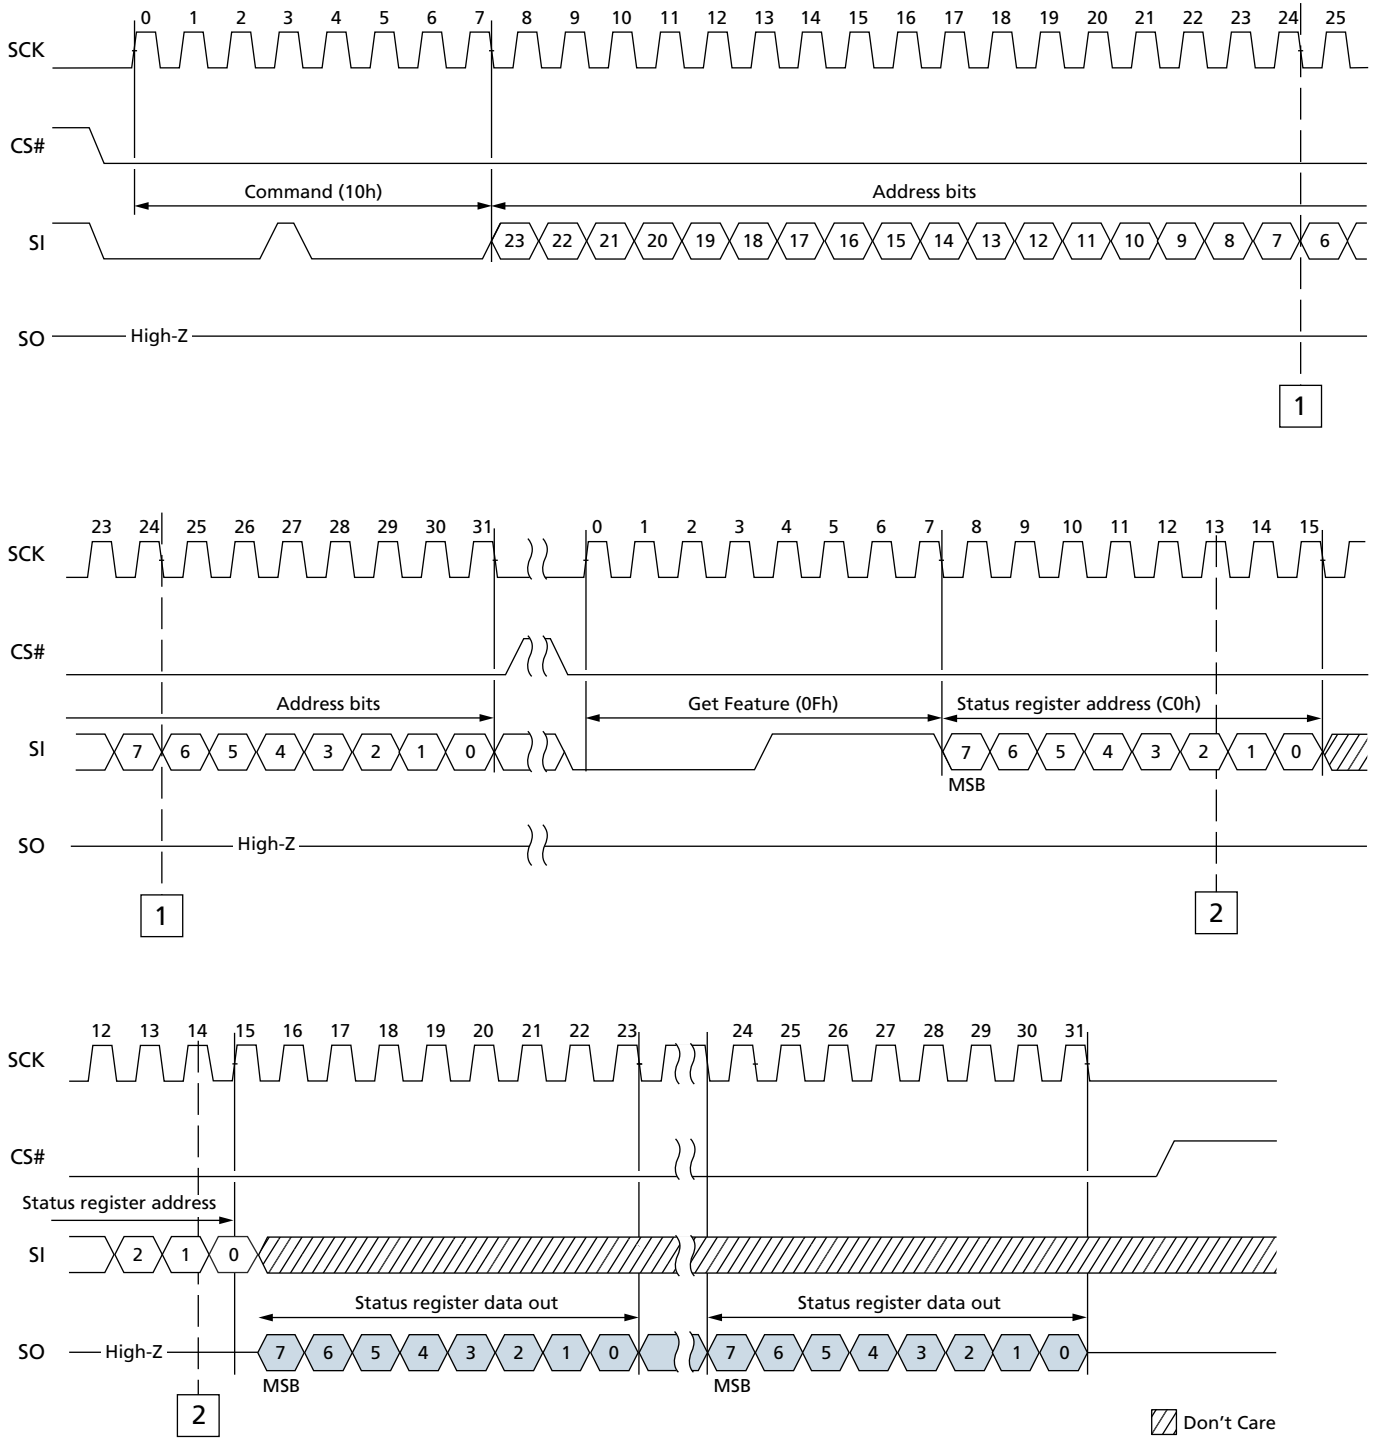 0 1 2 3 4 5 6 7 8 9 10 11 12 13 14 15 16 17 18 19 20 21 22 23 24 25
SCK
CS#
Command (10h) Address bits
SI 23 22 21 20 19 18 17 16 15 14 13 12 11 10 9 8 7 6
SO High-Z
1
23 24 25 26 27 28 29 30 31 0 1 2 3 4 5 6 7 8 9 10 11 12 13 14 15
SCK
CS#
Address bits Get Feature (0Fh) Status register address (C0h)
SI 7 6 5 4 3 2 1 0 7 6 5 4 3 2 1 0
MSB
SO High-Z
1 2
12 13 14 15 16 17 18 19 20 21 22 23 24 25 26 27 28 29 30 31
SCK
CS#
Status register address
SI 2 1 0
Status register data out Status register data out
SO High-Z 7 6 5 4 3 2 1 0 7 6 5 4 3 2 1 0
MSB MSB
2
Don't Care